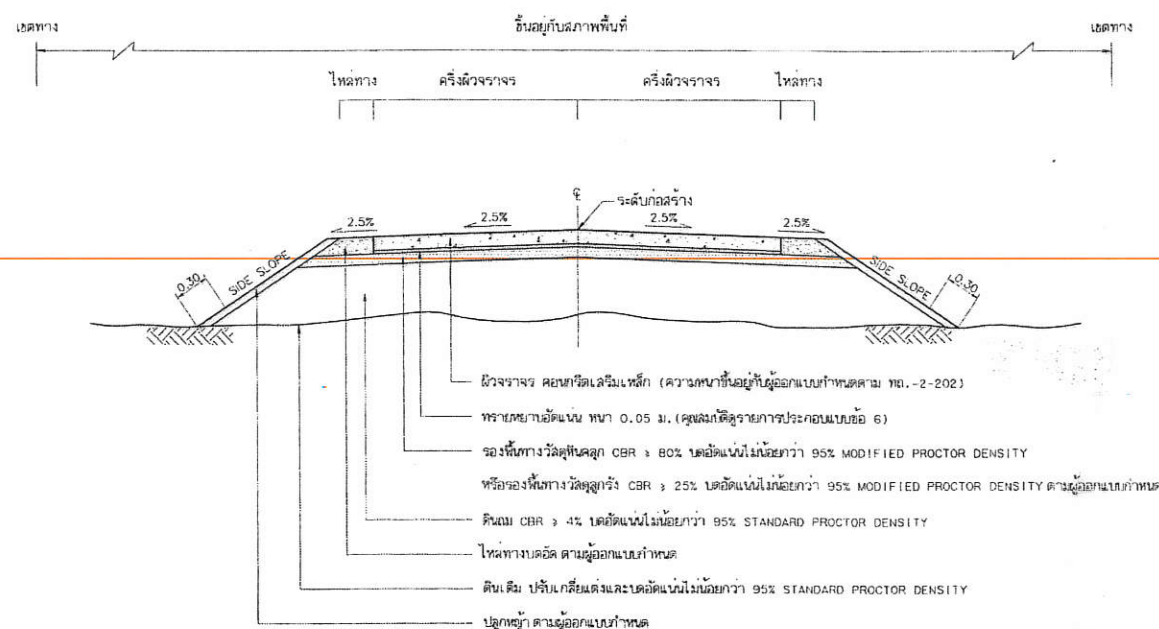 เขตทาง ขึ้นอยู่กับสภาพพื้นที่ เขตทาง
ไหล่ทาง ครึ่งผิวจราจร ครึ่งผิวจราจร ไหล่ทาง
℄ ระดับก่อสร้าง
2.5% 2.5% 2.5% 2.5%
0.30 SIDE SLOPE SIDE SLOPE 0.30
ผิวจราจร คอนกรีตเสริมเหล็ก (ความหนาขึ้นอยู่กับผู้ออกแบบกำหนดตาม ทถ.-2-202)
ทรายหยาบอัดแน่น หนา 0.05 ม.(คุณสมบัติดูรายการประกอบแบบข้อ 6)
รองพื้นทางวัสดุหินคลุก CBR ≥ 80% บดอัดแน่นไม่น้อยกว่า 95% MODIFIED PROCTOR DENSITY
หรือรองพื้นทางวัสดุลูกรัง CBR ≥ 25% บดอัดแน่นไม่น้อยกว่า 95% MODIFIED PROCTOR DENSITY ตามผู้ออกแบบกำหนด
ดินถม CBR ≥ 4% บดอัดแน่นไม่น้อยกว่า 95% STANDARD PROCTOR DENSITY
ไหล่ทางบดอัด ตามผู้ออกแบบกำหนด
ดินเดิม ปรับเกลี่ยแต่งและบดอัดแน่นไม่น้อยกว่า 95% STANDARD PROCTOR DENSITY
ปลูกหญ้า ตามผู้ออกแบบกำหนด